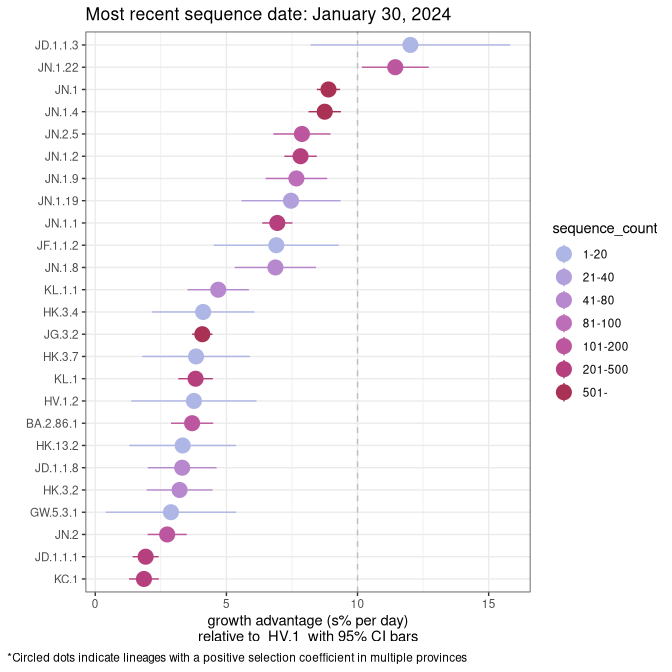 Most recent sequence date: January 30, 2024
JD.1.1.3
JN.1.22
JN.1
JN.1.4
JN.2.5
JN.1.2
JN.1.9
JN.1.19
JN.1.1
JF.1.1.2
JN.1.8
KL.1.1
HK.3.4
JG.3.2
HK.3.7
KL.1
HV.1.2
BA.2.86.1
HK.13.2
JD.1.1.8
HK.3.2
GW.5.3.1
JN.2
JD.1.1.1
KC.1
0 5 10 15
growth advantage (s% per day)
relative to HV.1 with 95% CI bars
sequence_count
1-20
21-40
41-80
81-100
101-200
201-500
501-
*Circled dots indicate lineages with a positive selection coefficient in multiple provinces